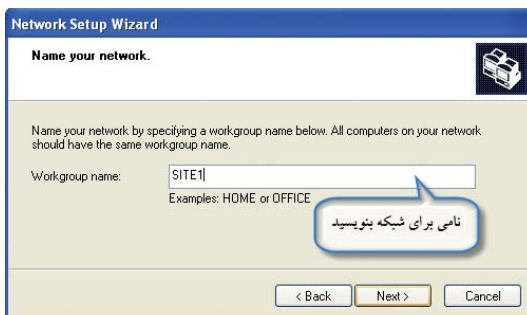 Network Setup Wizard
Name your network.
Name your network by specifying a workgroup name below. All computers on your network
should have the same workgroup name.
Workgroup name:
SITE1
Examples: HOME or OFFICE
نامی برای شبکه بنویسید
< Back
Next >
Cancel